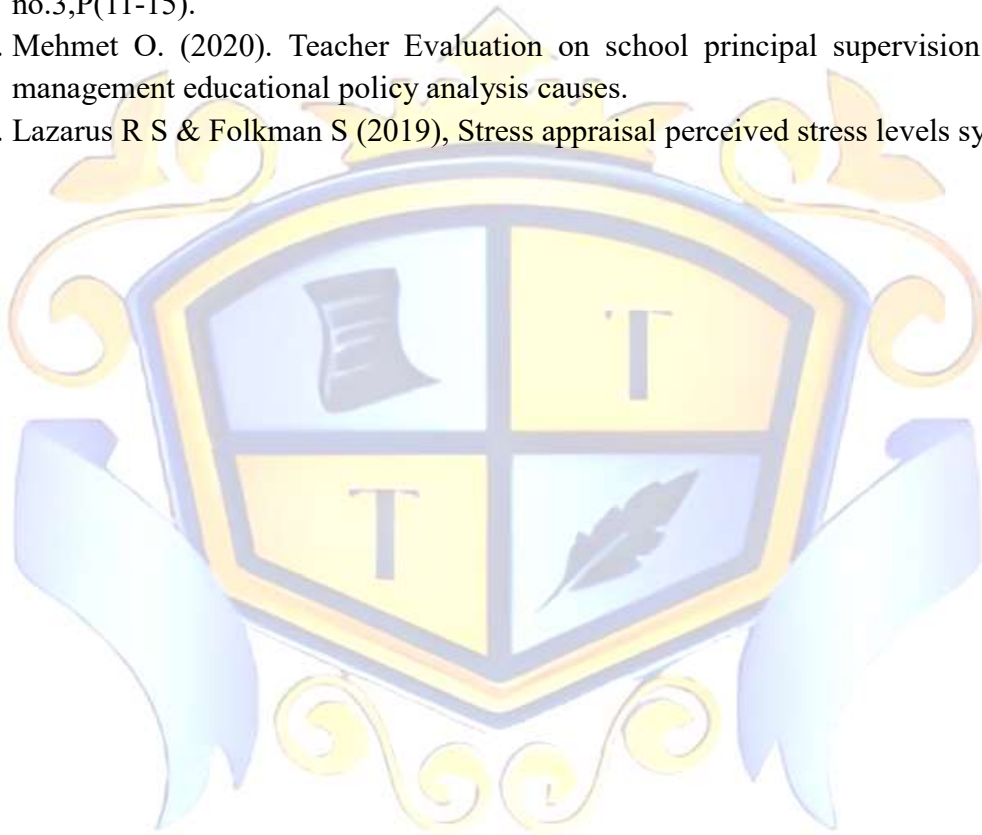 no.3,P(11-15).
. Mehmet O. (2020). Teacher Evaluation on school principal supervision
management educational policy analysis causes.
. Lazarus R S & Folkman S (2019), Stress appraisal perceived stress levels sy
T
T